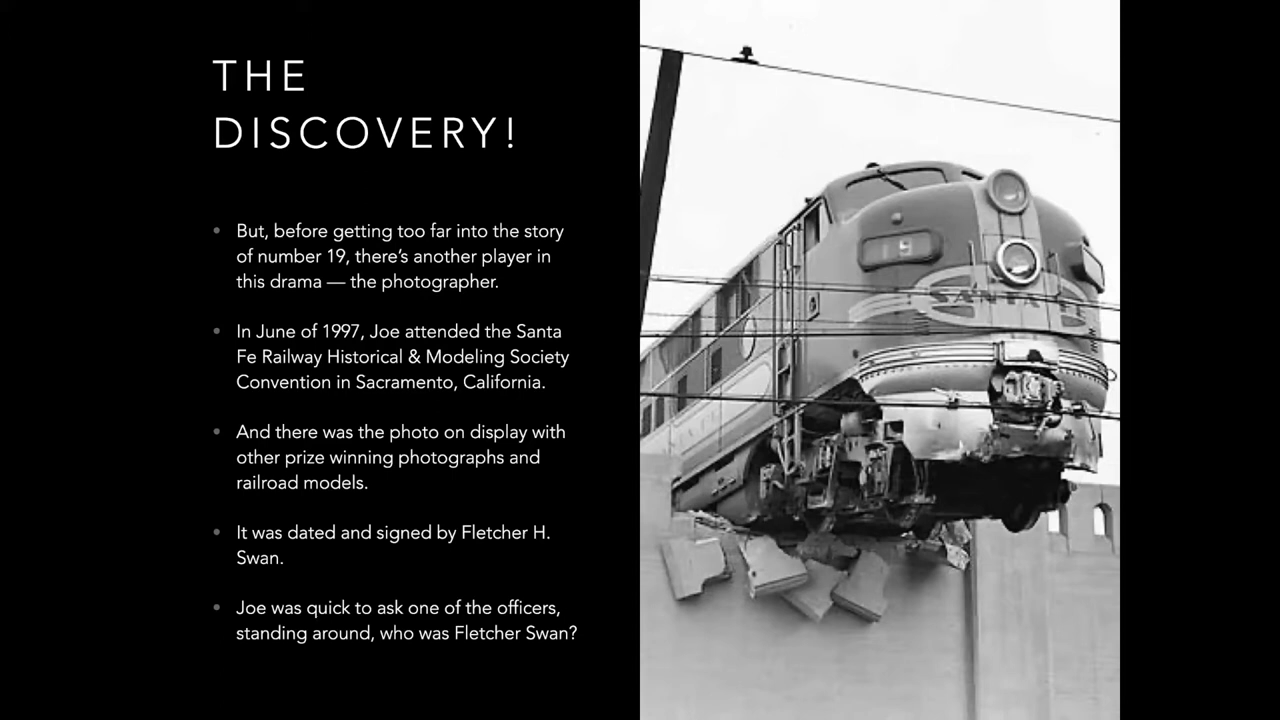 THE
DISCOVERY!
• But, before getting too far into the story
of number 19, there's another player in
this drama — the photographer.
• In June of 1997, Joe attended the Santa
Fe Railway Historical & Modeling Society
Convention in Sacramento, California.
• And there was the photo on display with
other prize winning photographs and
railroad models.
• It was dated and signed by Fletcher H.
Swan.
• Joe was quick to ask one of the officers,
standing around, who was Fletcher Swan?
19
SANTA